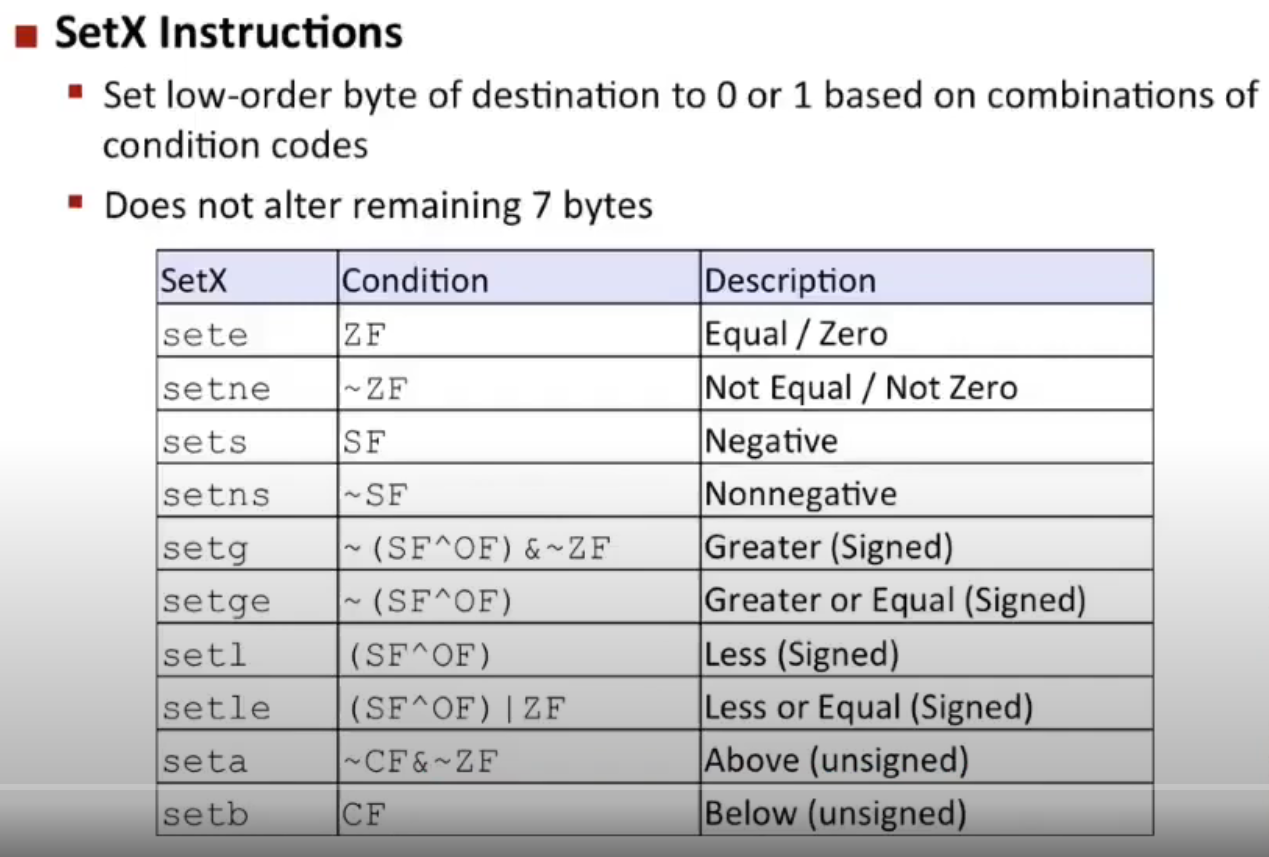 SetX Instructions
Set low-order byte of destination to 0 or 1 based on combinations of
condition codes
Does not alter remaining 7 bytes
SetX Condition Description
sete ZF Equal / Zero
setne ~ZF Not Equal / Not Zero
sets SF Negative
setns ~SF Nonnegative
setg ~(SF^OF)&~ZF Greater (Signed)
setge ~(SF^OF) Greater or Equal (Signed)
setl (SF^OF) Less (Signed)
setle (SF^OF)|ZF Less or Equal (Signed)
seta ~CF&~ZF Above (unsigned)
setb CF Below (unsigned)